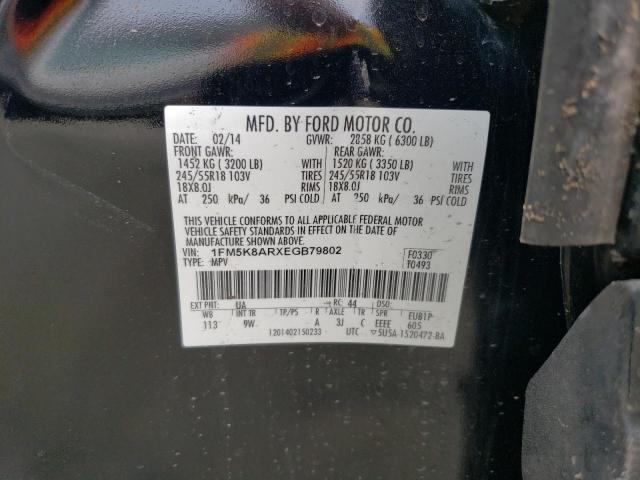 MFD. BY FORD MOTOR CO.
DATE: 02/14 GVWR: 2858 KG ( 6300 LB)
FRONT GAWR: REAR GAWR:
1452 KG ( 3200 LB) WITH 1520 KG ( 3350 LB) WITH
245/55R18 103V TIRES 245/55R18 103V TIRES
18X8.0J RIMS 18X8.0J RIMS
AT 250 kPa/ 36 PSI COLD AT 250 kPa/ 36 PSI COLD
THIS VEHICLE CONFORMS TO ALL APPLICABLE FEDERAL MOTOR
VEHICLE SAFETY STANDARDS IN EFFECT ON THE DATE OF
MANUFACTURE SHOWN ABOVE.
VIN: 1FM5K8ARXEGB79802 F0330
TYPE: MPV T0493
EXT PNT: UA RC: 44 DSO:
WB INT TR TP/PS R AXLE TR SPR EUB1P
113 9W A 3J C EEEE 605
1201402150233 UTC ▽5U5A-1520472-BA